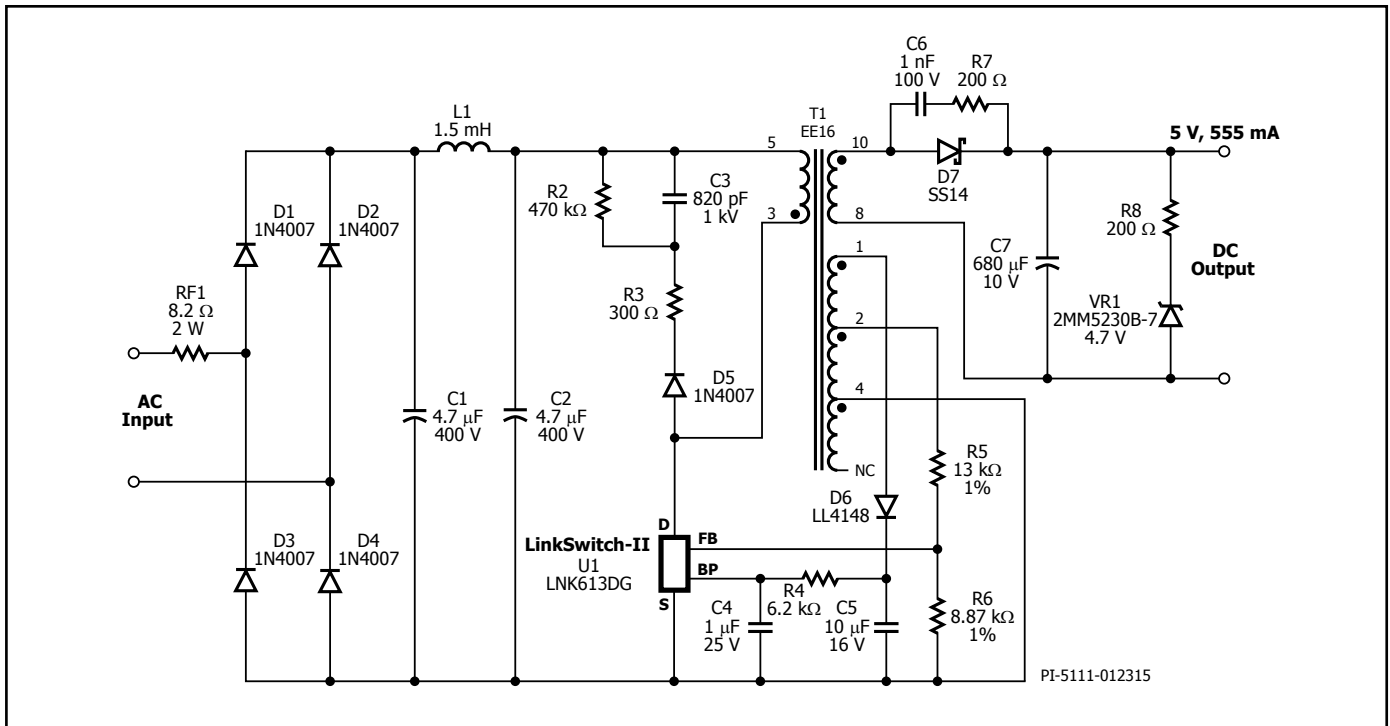 C6
1 nF
100 V
R7
200 Ω
T1
EE16
L1
1.5 mH
5
10
5 V, 555 mA
D7
SS14
R2
470 kΩ
C3
820 pF
1 kV
3
8
D1
1N4007
D2
1N4007
R8
200 Ω
1
C7
680 μF
10 V
DC
Output
R3
300 Ω
RF1
8.2 Ω
2 W
VR1
2MM5230B-7
4.7 V
2
D5
1N4007
4
AC
Input
C1
4.7 μF
400 V
C2
4.7 μF
400 V
R5
13 kΩ
1%
NC
D6
LL4148
D
FB
LinkSwitch-II
U1
LNK613DG
BP
S
D3
1N4007
D4
1N4007
R4
6.2 kΩ
R6
8.87 kΩ
1%
C4
1 μF
25 V
C5
10 μF
16 V
PI-5111-012315